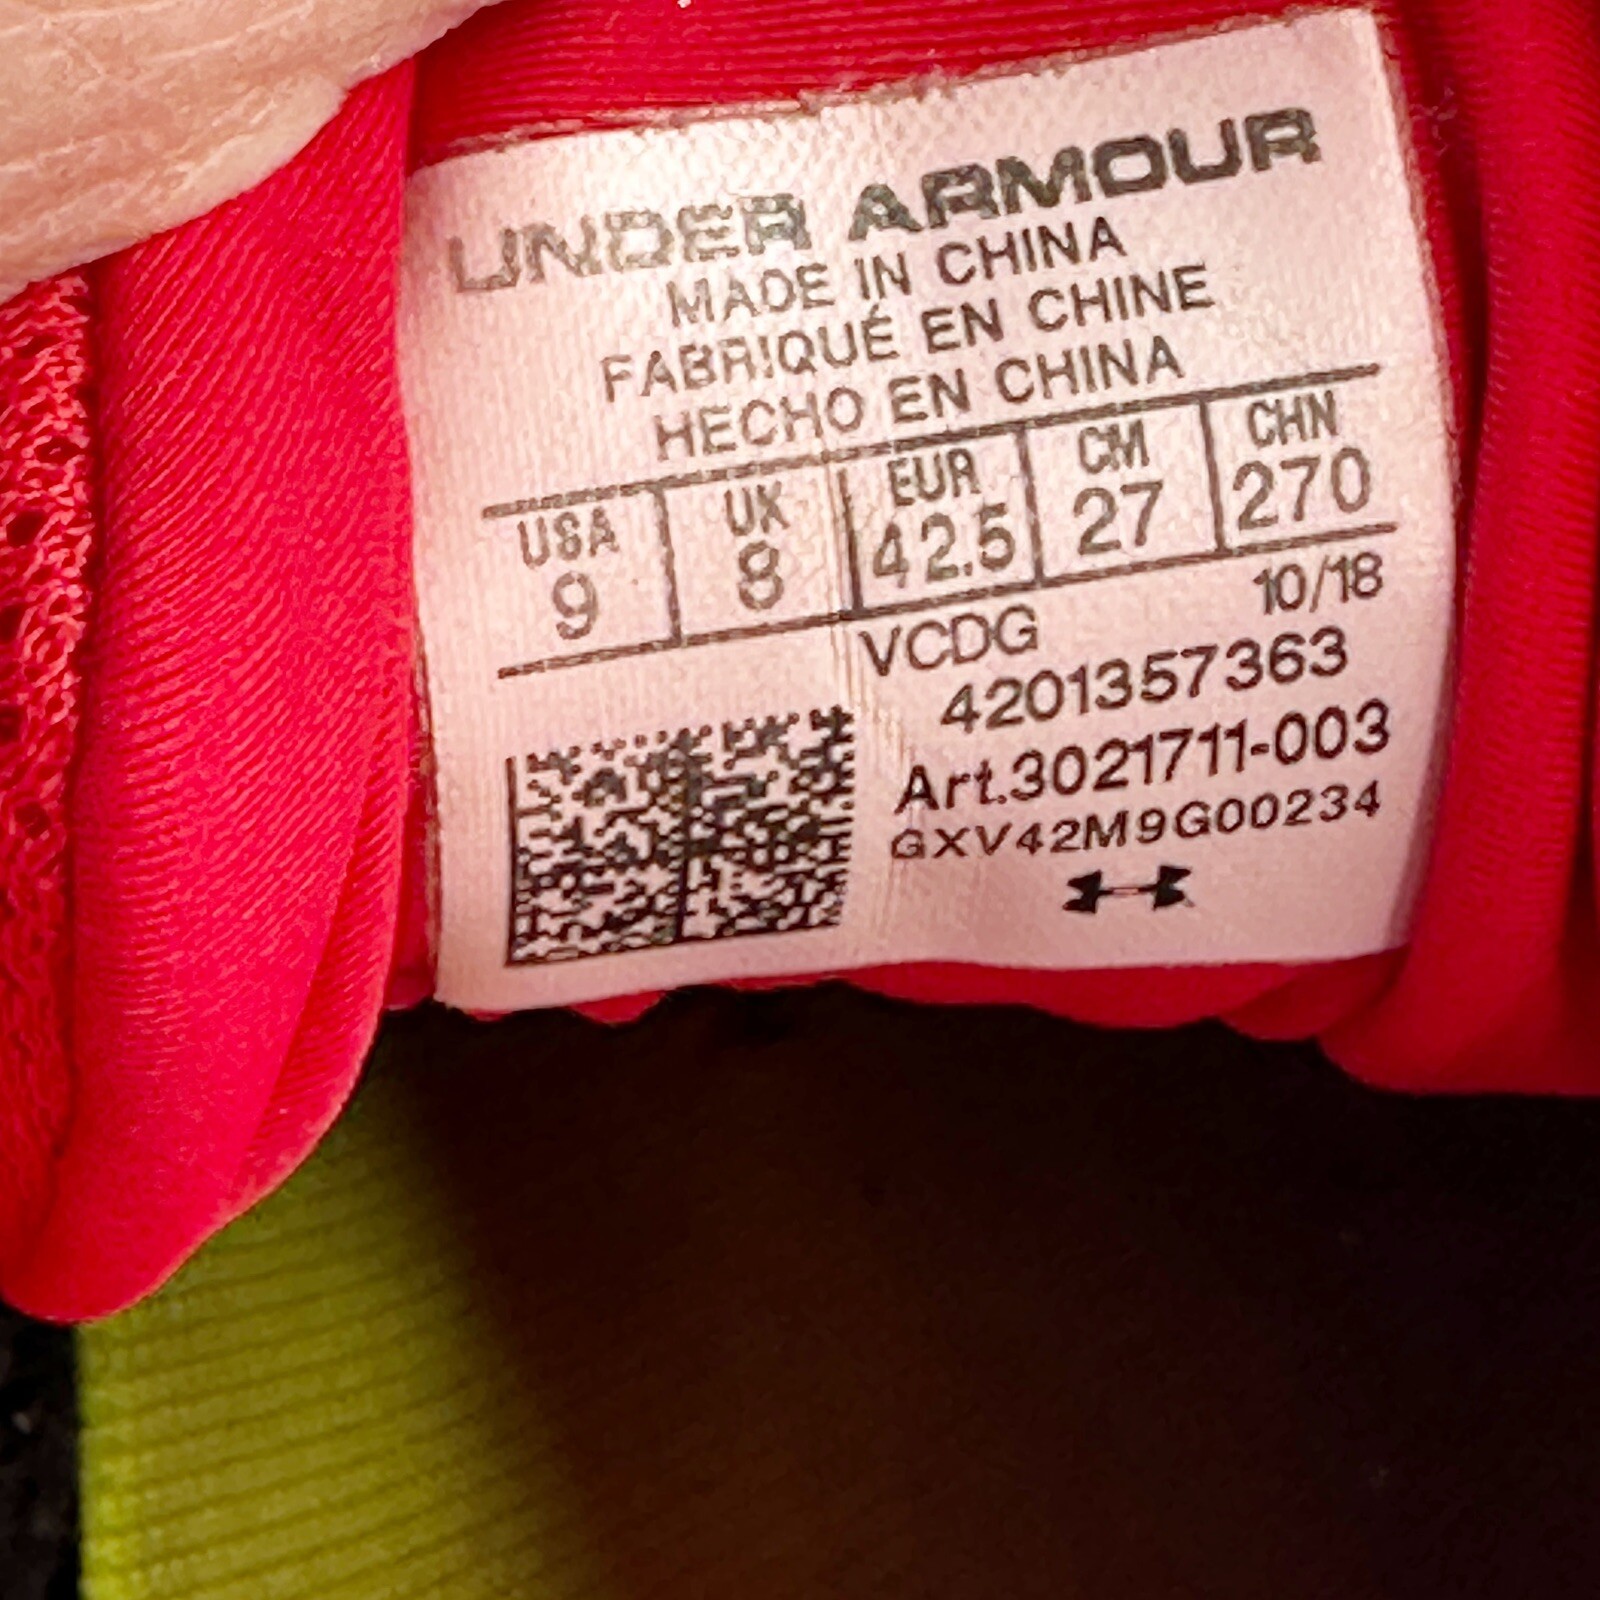 UNDER ARMOUR
MADE IN CHINA
FABRIQUÉ EN CHINE
HECHO EN CHINA
USA UK EUR CM CHN
9 8 42.5 27 270
VCDG 10/18
4201357363
Art.3021711-003
GXV42M9G00234